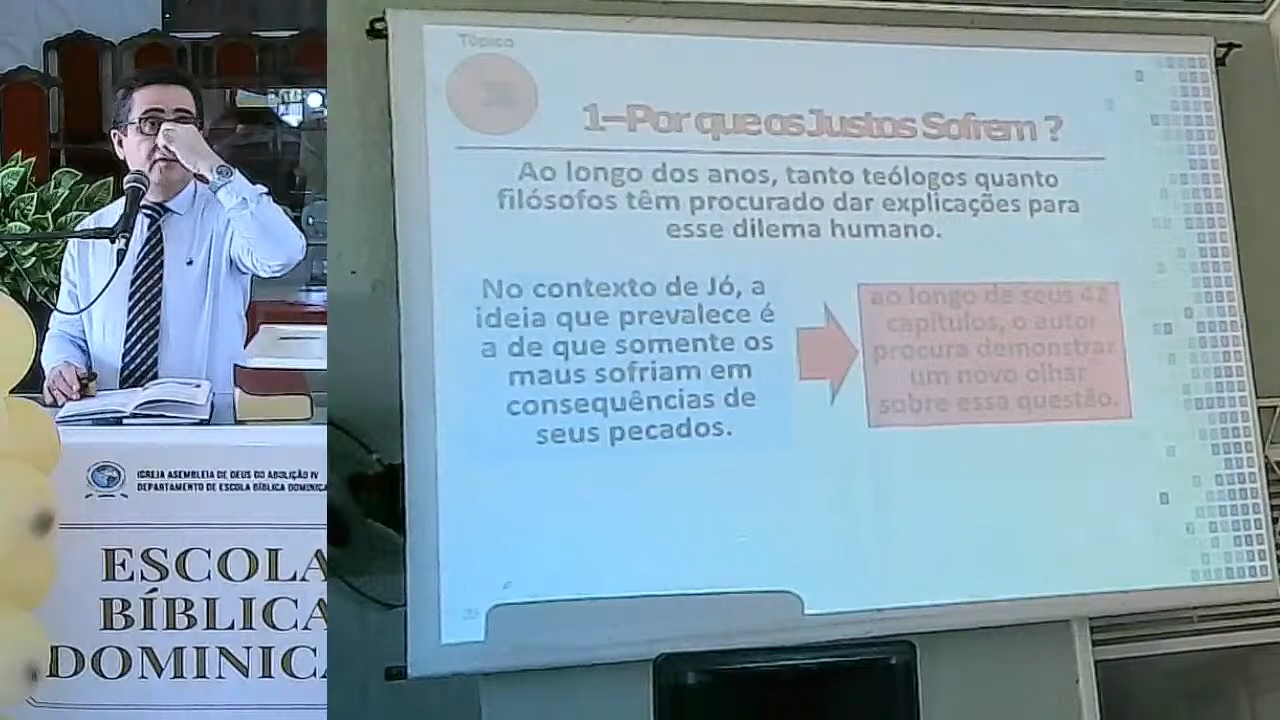 IGREJA ASEMBLEIA DE DEUS DO ABOLIÇÃO IV
DEPARTAMENTO DE ESCOLA BÍBLICA DOMINICA
ESCOLA
BÍBLICA
DOMINICA
Tópico
1–Por que os Justos Sofrem ?
Ao longo dos anos, tanto teólogos quanto
filósofos têm procurado dar explicações para
esse dilema humano.
No contexto de Jó, a
ideia que prevalece é
a de que somente os
maus sofriam em
consequências de
seus pecados.
ao longo de seus 42
capítulos, o autor
procura demonstrar
um novo olhar
sobre essa questão.